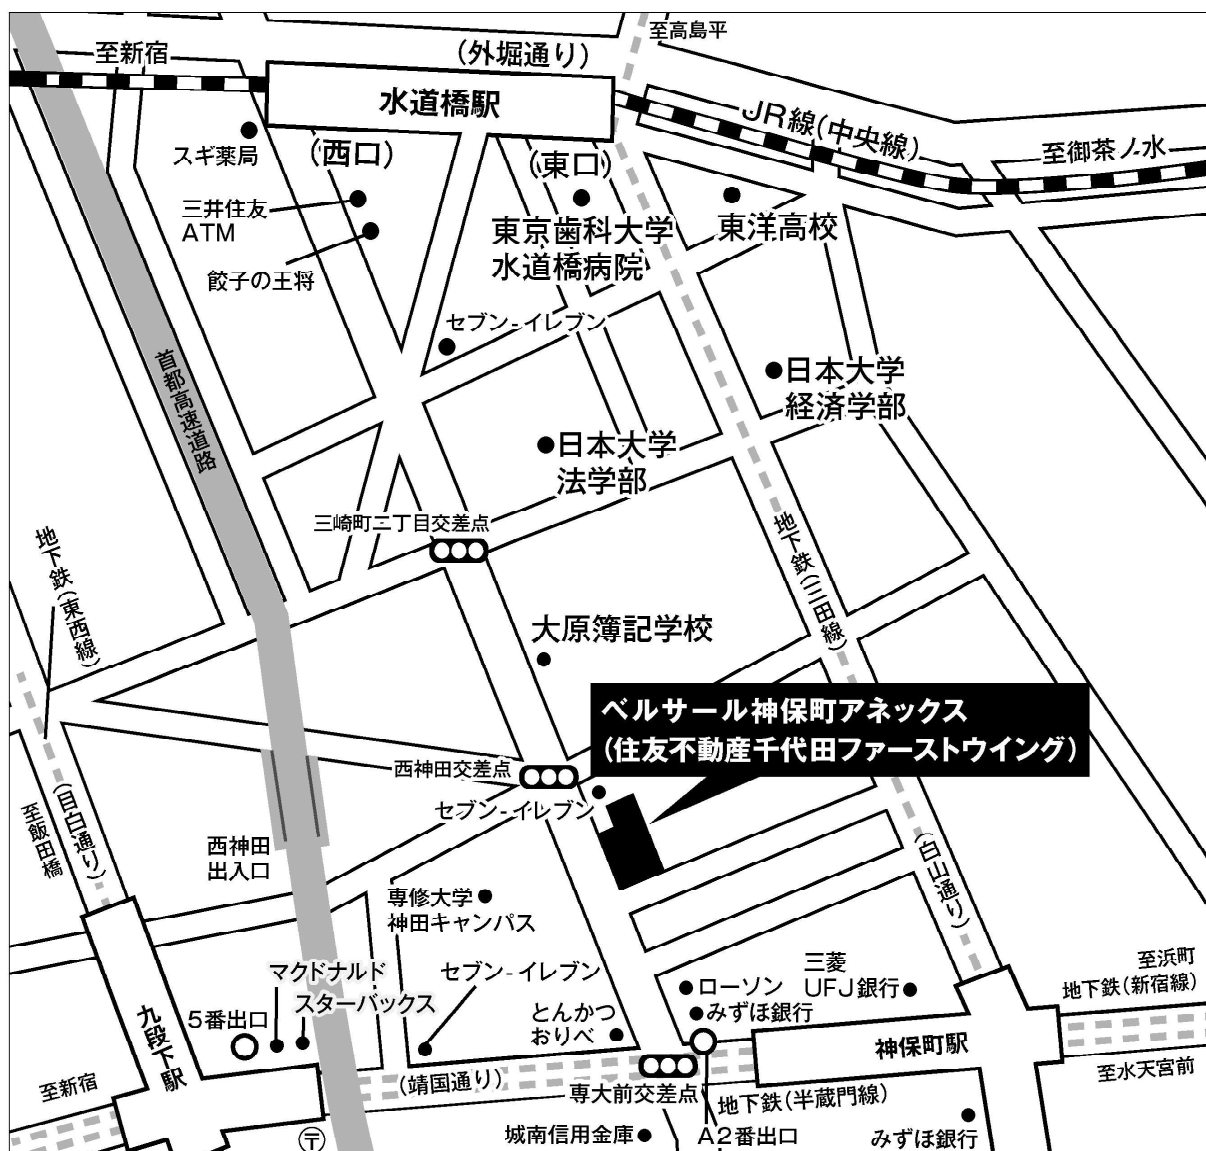 至高島平
至新宿
(外堀通り)
水道橋駅
JR線(中央線)
至御茶ノ水
スギ薬局
(西口)
(東口)
三井住友
ATM
東京歯科大学
水道橋病院
東洋高校
餃子の王将
セブン-イレブン
首都高速道路
日本大学
経済学部
日本大学
法学部
三崎町二丁目交差点
地下鉄(東西線)
地下鉄(三田線)
大原簿記学校
ベルサール神保町アネックス
(住友不動産千代田ファーストウイング)
西神田交差点
セブン-イレブン
至飯田橋
(目白通り)
西神田
出入口
(白山通り)
専修大学
神田キャンパス
マクドナルド
スターバックス
セブン-イレブン
ローソン
三菱
UFJ銀行
みずほ銀行
至浜町
地下鉄(新宿線)
九段下駅
5番出口
とんかつ
おりべ
神保町駅
至新宿
(靖国通り)
専大前交差点
地下鉄(半蔵門線)
至水天宮前
〒
城南信用金庫
A2番出口
みずほ銀行